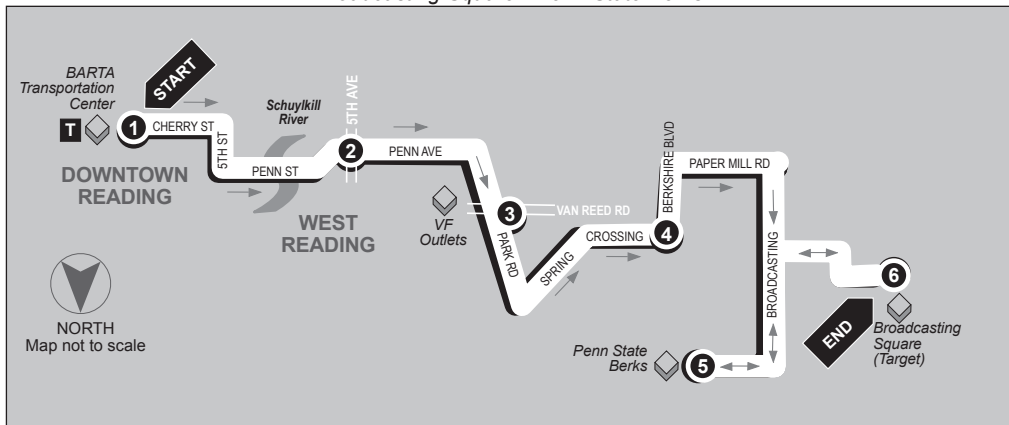 BARTA
Transportation
Center
T
START
1
CHERRY ST
5TH ST
DOWNTOWN
READING
PENN ST
Schuylkill
River
5TH AVE
2
PENN AVE
WEST
READING
VF
Outlets
3
VAN REED RD
PARK RD
SPRING
CROSSING
4
BERKSHIRE BLVD
PAPER MILL RD
BROADCASTING
6
END
Broadcasting
Square
(Target)
Penn State
Berks
5
NORTH
Map not to scale